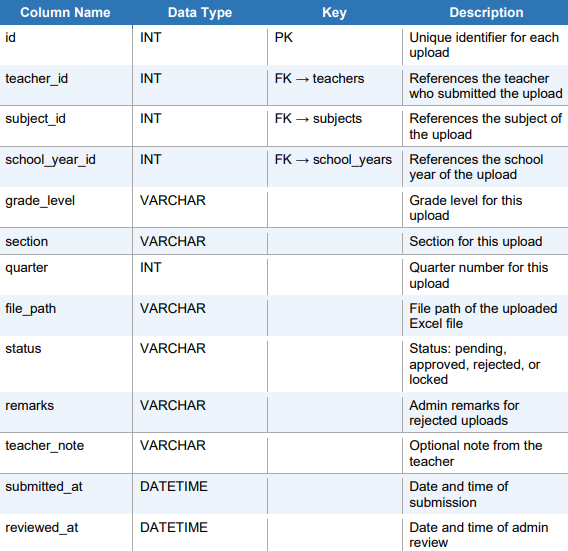 Column Name Data Type Key Description
id INT PK Unique identifier for each
upload
teacher_id INT FK → teachers References the teacher
who submitted the upload
subject_id INT FK → subjects References the subject of
the upload
school_year_id INT FK → school_years References the school
year of the upload
grade_level VARCHAR Grade level for this
upload
section VARCHAR Section for this upload
quarter INT Quarter number for this
upload
file_path VARCHAR File path of the uploaded
Excel file
status VARCHAR Status: pending,
approved, rejected, or
locked
remarks VARCHAR Admin remarks for
rejected uploads
teacher_note VARCHAR Optional note from the
teacher
submitted_at DATETIME Date and time of
submission
reviewed_at DATETIME Date and time of admin
review